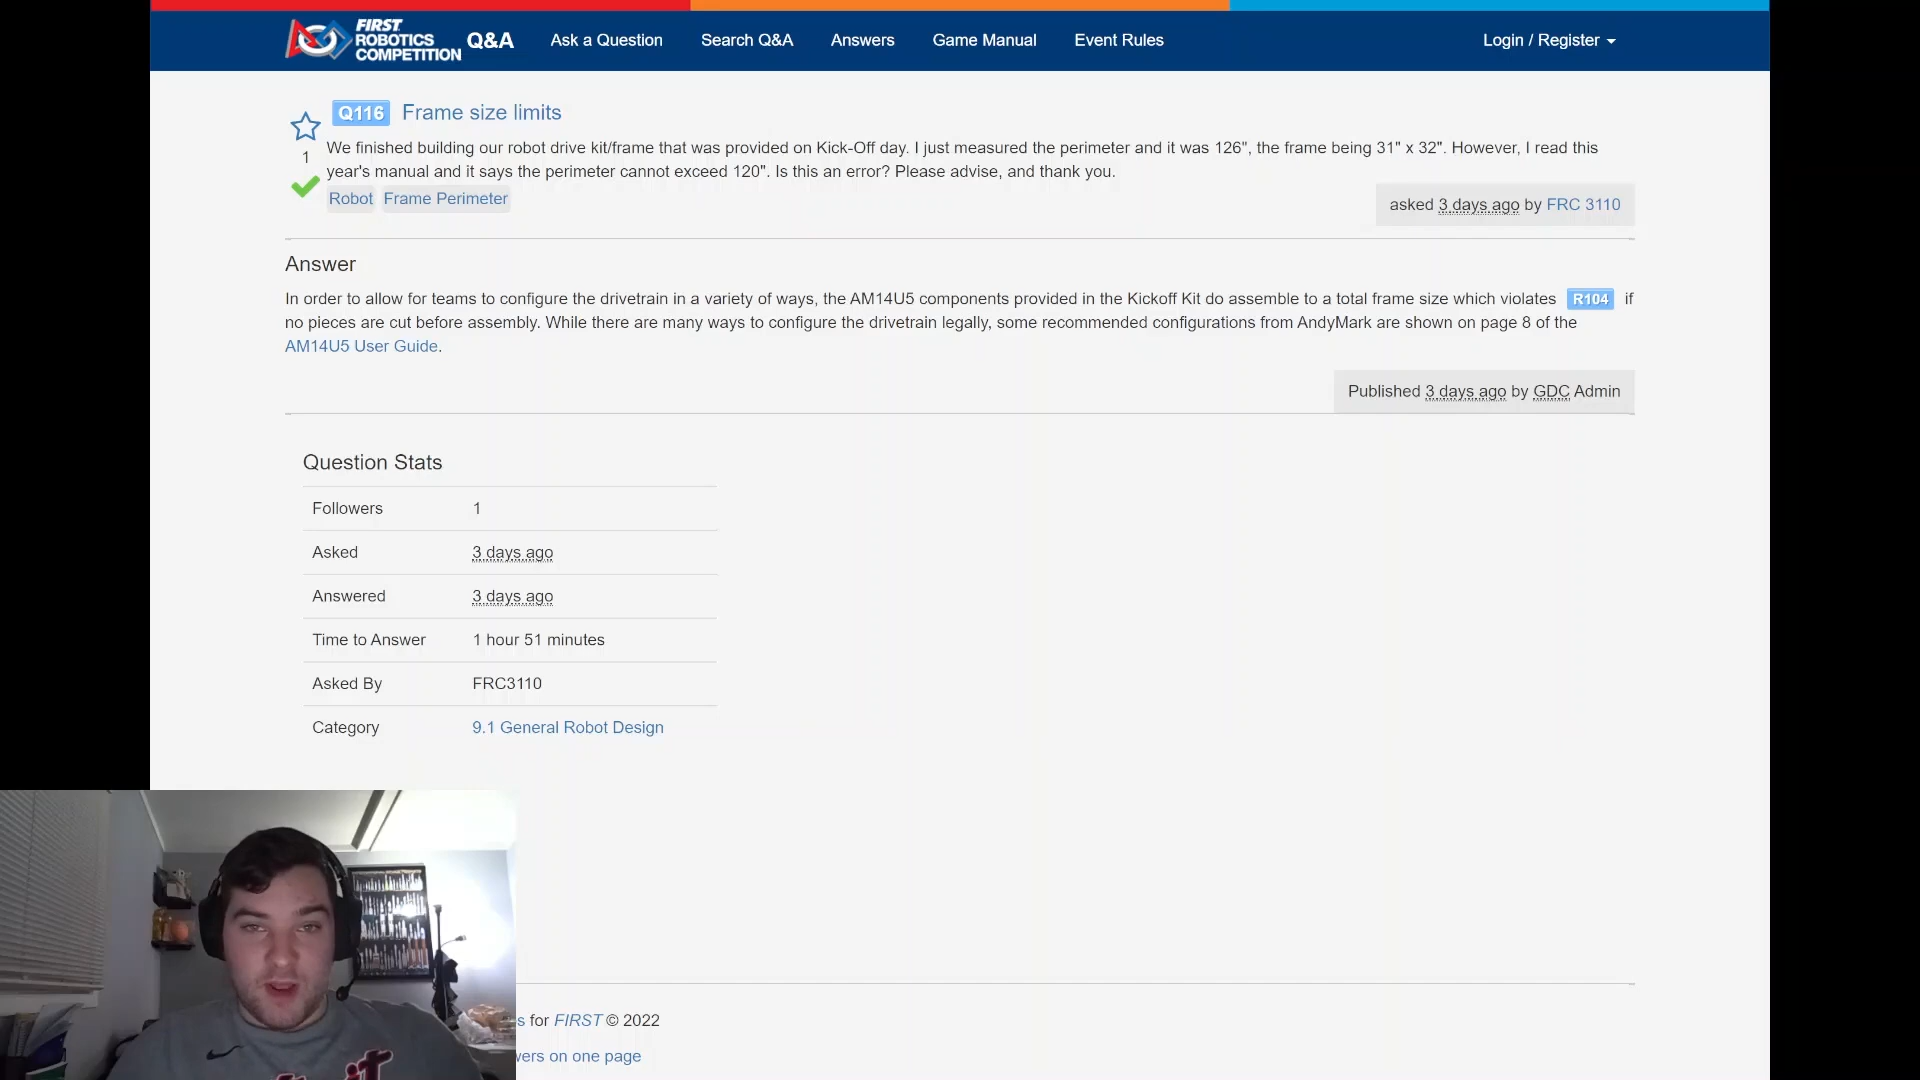 FIRST
ROBOTICS
COMPETITION
Q&A
Ask a Question
Search Q&A
Answers
Game Manual
Event Rules
Login / Register
Q116 Frame size limits
1
We finished building our robot drive kit/frame that was provided on Kick-Off day. I just measured the perimeter and it was 126", the frame being 31" x 32". However, I read this
year's manual and it says the perimeter cannot exceed 120". Is this an error? Please advise, and thank you.
Robot Frame Perimeter
asked 3 days ago by FRC 3110
Answer
In order to allow for teams to configure the drivetrain in a variety of ways, the AM14U5 components provided in the Kickoff Kit do assemble to a total frame size which violates R104 if
no pieces are cut before assembly. While there are many ways to configure the drivetrain legally, some recommended configurations from AndyMark are shown on page 8 of the
AM14U5 User Guide.
Published 3 days ago by GDC Admin
Question Stats
Followers 1
Asked 3 days ago
Answered 3 days ago
Time to Answer 1 hour 51 minutes
Asked By FRC3110
Category 9.1 General Robot Design
s for FIRST © 2022
wers on one page